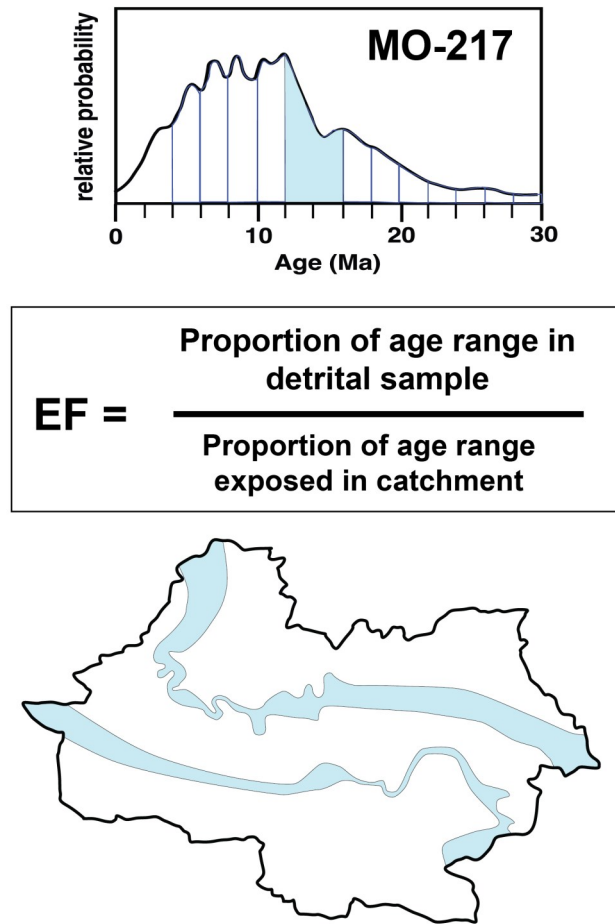 MO-217
relative probability
0 10 20 30
Age (Ma)
EF =
Proportion of age range in
detrital sample
Proportion of age range
exposed in catchment